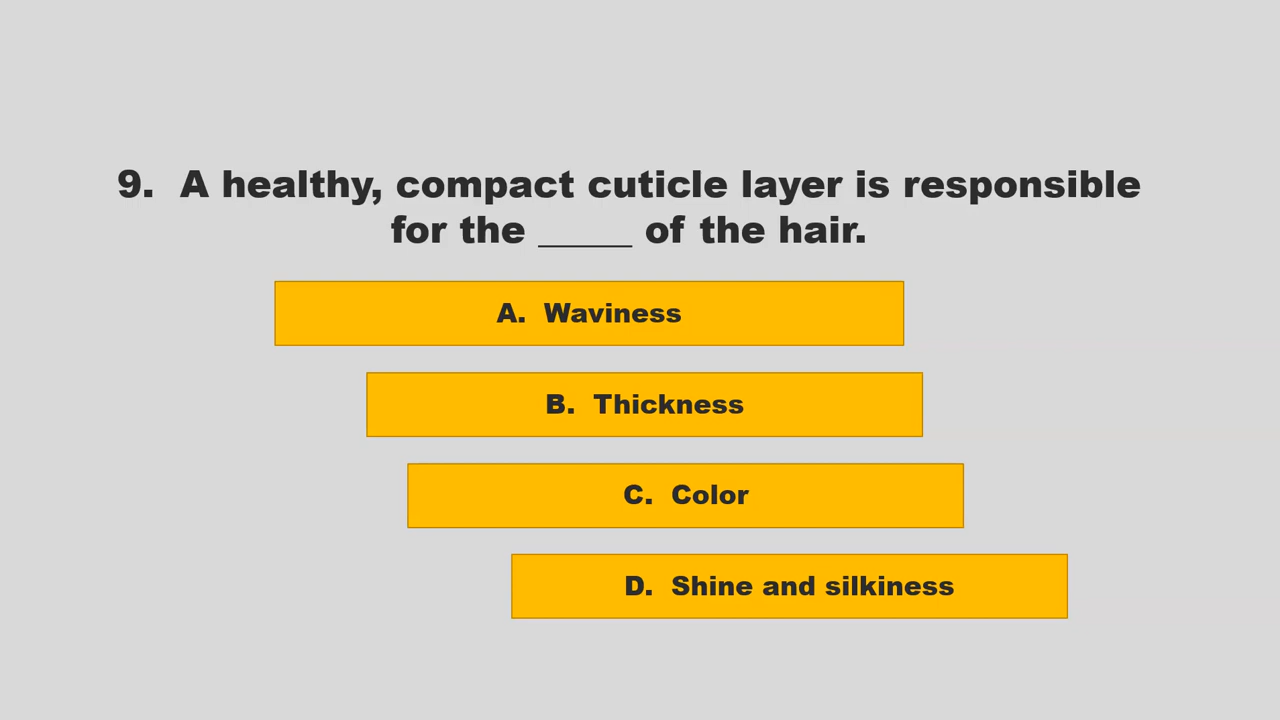 9. A healthy, compact cuticle layer is responsible
for the _____ of the hair.
A. Waviness
B. Thickness
C. Color
D. Shine and silkiness